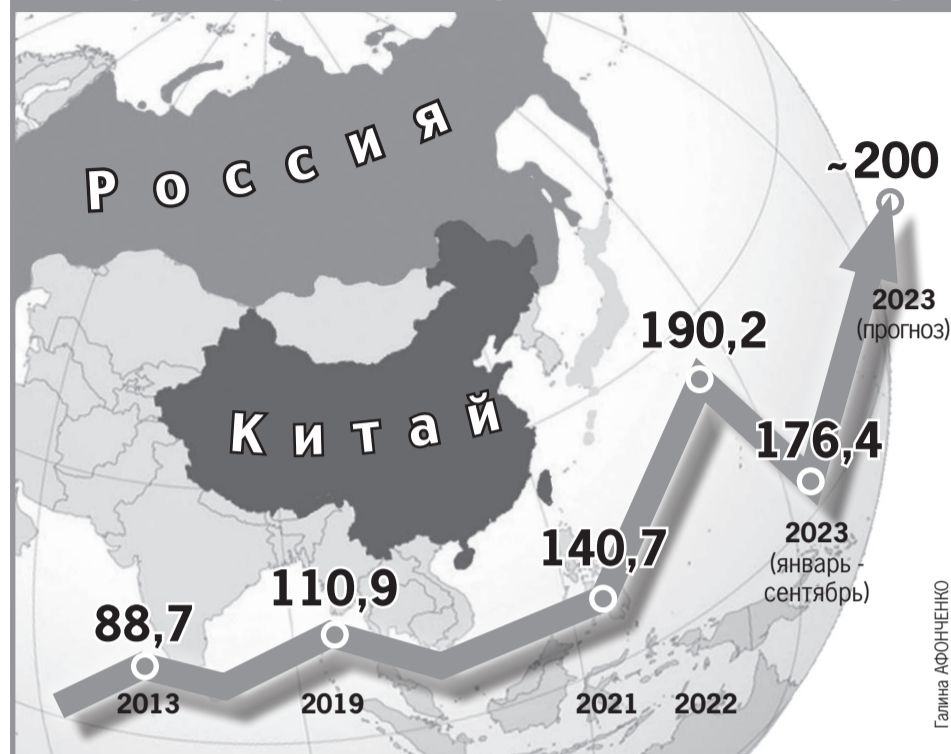 Россия
Китай
88,7
2013
110,9
2019
140,7
2021
190,2
2022
176,4
2023
(январь -
сентябрь)
~200
2023
(прогноз)
Галина АФОНЧЕНКО